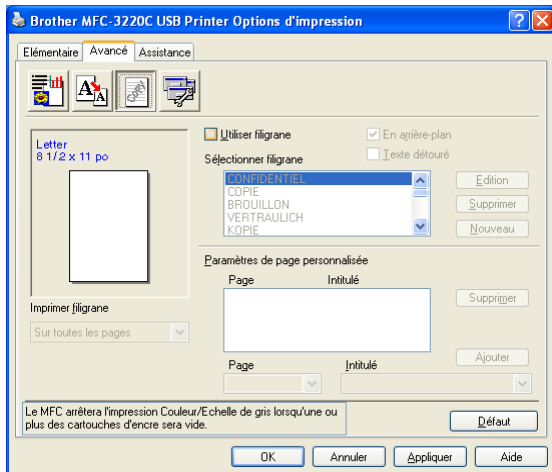 Brother MFC-3220C USB Printer Options d'impression
Elémentaire
Avancé
Assistance
Letter
8 1/2 x 11 po
Imprimer filigrane
Sur toutes les pages
Utiliser filigrane
En arrière-plan
Texte détouré
Sélectionner filigrane
CONFIDENTIEL
COPIE
BROUILLON
VERTRAULICH
KOPIE
Edition
Supprimer
Nouveau
Paramètres de page personnalisée
Page
Intitulé
Supprimer
Ajouter
Page
Intitulé
Le MFC arrêtera l'impression Couleur/Echelle de gris lorsqu'une ou
plus des cartouches d'encre sera vide.
Défaut
OK
Annuler
Appliquer
Aide